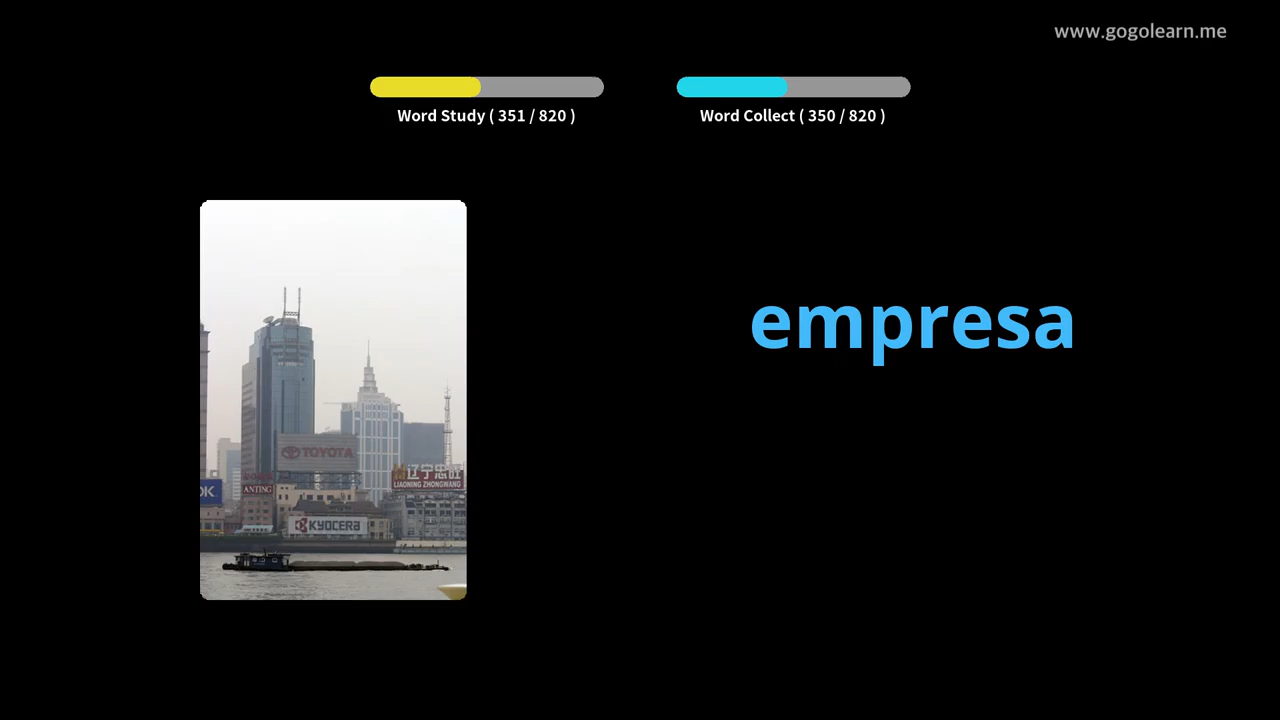 www.gogolearn.me
Word Study ( 351 / 820 )
Word Collect ( 350 / 820 )
empresa
TOYOTA
辽宁忠旺
LIAONING ZHONGWANG
OK
ANTING
KYOCERA